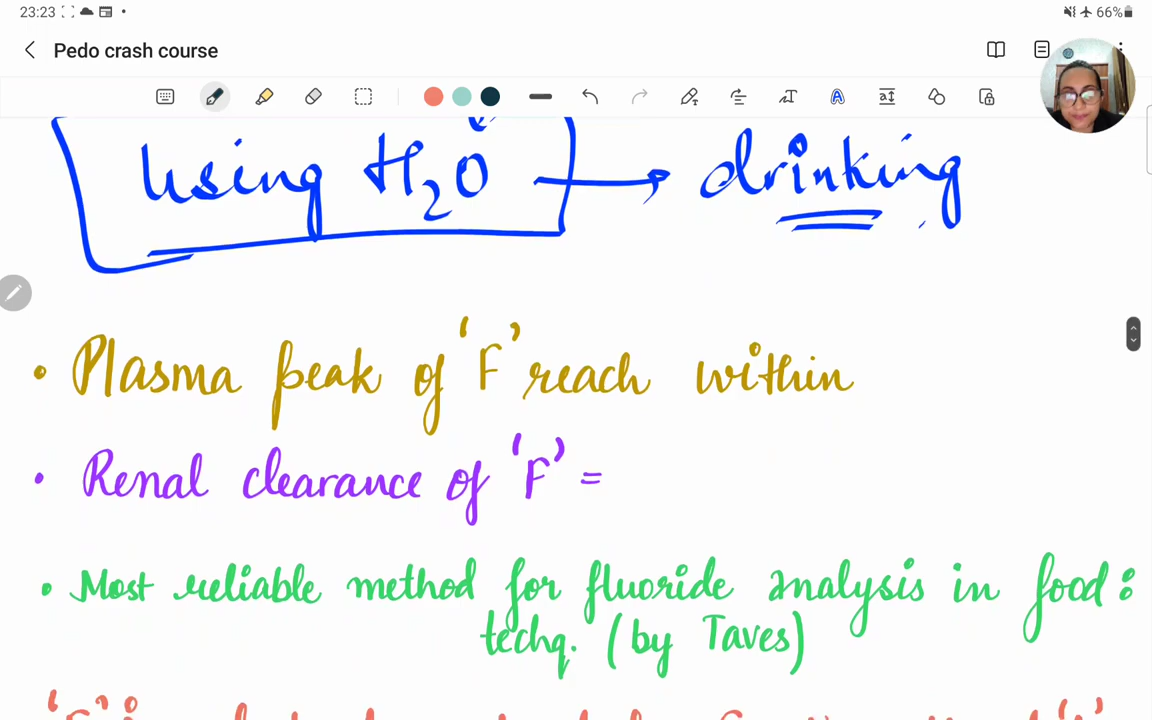 23:23
66%
Pedo crash course
using H₂O → drinking
• Plasma peak of 'F' reach within
• Renal clearance of 'F' =
• Most reliable method for fluoride analysis in food:
techq. (by Taves)